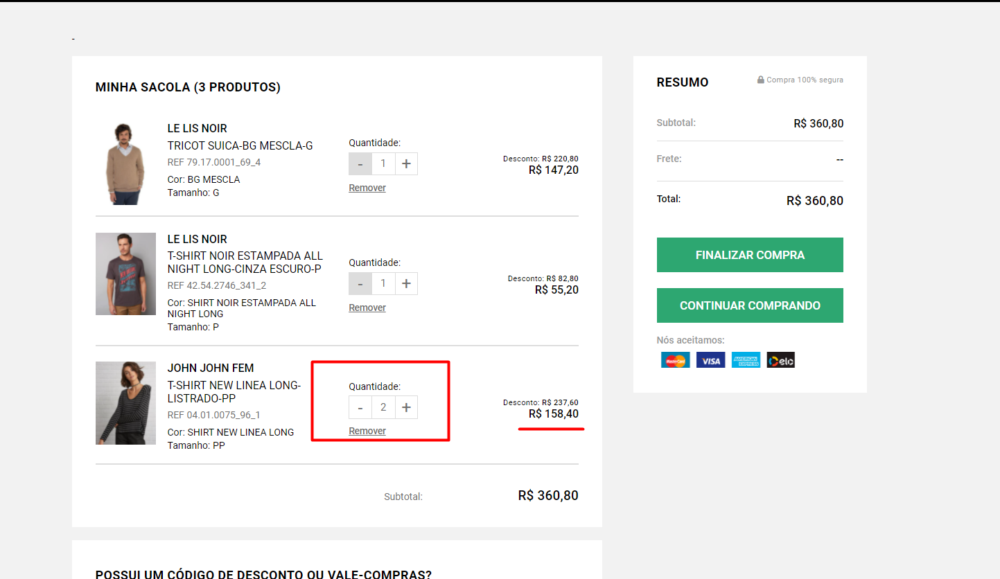 -
MINHA SACOLA (3 PRODUTOS)
LE LIS NOIR
TRICOT SUICA-BG MESCLA-G
REF 79.17.0001_69_4
Cor: BG MESCLA
Tamanho: G
Quantidade:
- 1 +
Remover
Desconto: R$ 220,80
R$ 147,20
LE LIS NOIR
T-SHIRT NOIR ESTAMPADA ALL
NIGHT LONG-CINZA ESCURO-P
REF 42.54.2746_341_2
Cor: SHIRT NOIR ESTAMPADA ALL
NIGHT LONG
Tamanho: P
Quantidade:
- 1 +
Remover
Desconto: R$ 82,80
R$ 55,20
JOHN JOHN FEM
T-SHIRT NEW LINEA LONG-
LISTRADO-PP
REF 04.01.0075_96_1
Cor: SHIRT NEW LINEA LONG
Tamanho: PP
Quantidade:
- 2 +
Remover
Desconto: R$ 237,60
R$ 158,40
Subtotal: R$ 360,80
POSSUI UM CÓDIGO DE DESCONTO OU VALE-COMPRAS?
RESUMO
Compra 100% segura
Subtotal: R$ 360,80
Frete: --
Total: R$ 360,80
FINALIZAR COMPRA
CONTINUAR COMPRANDO
Nós aceitamos:
MasterCard VISA AMERICAN EXPRESS elo